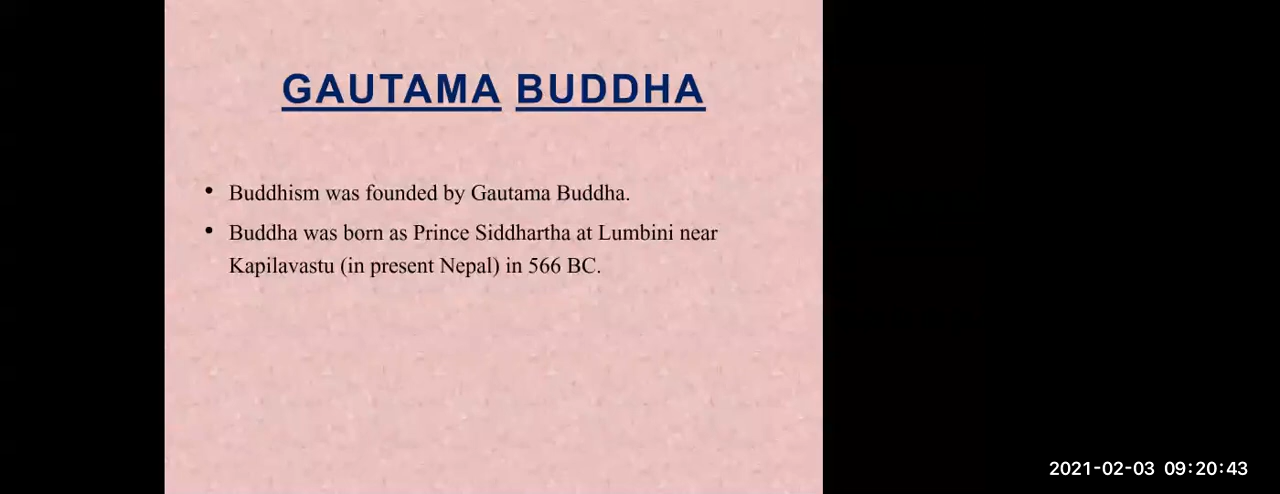 GAUTAMA BUDDHA
• Buddhism was founded by Gautama Buddha.
• Buddha was born as Prince Siddhartha at Lumbini near
Kapilavastu (in present Nepal) in 566 BC.
2021-02-03 09:20:43